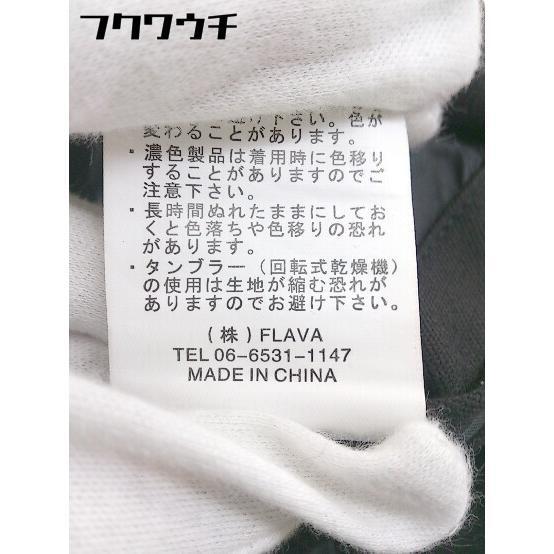 フクワウチ
避け下さい。色が
変わることがあります。
・濃色製品は着用時に色移り
することがありますのでご
注意下さい。
・長時間ぬれたままにしてお
くと色落ちや色移りの恐れ
があります。
・タンブラー（回転式乾燥機）
の使用は生地が縮む恐れが
ありますのでお避け下さい。
（株）FLAVA
TEL 06-6531-1147
MADE IN CHINA